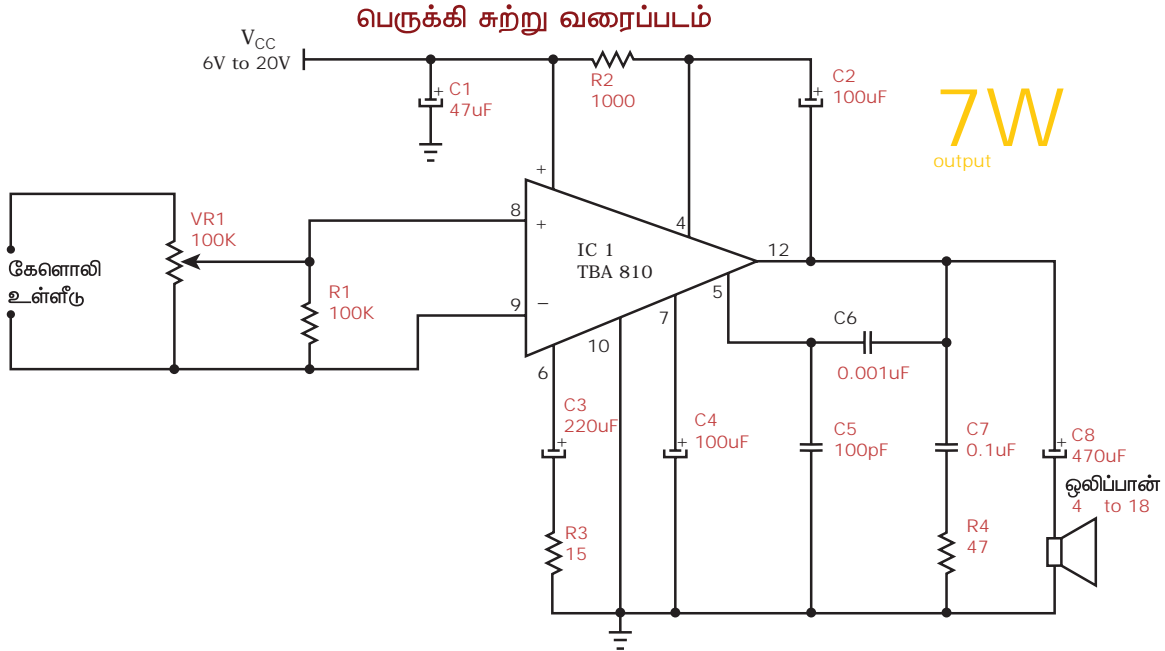 பெருக்கி சுற்று வரைப்படம்
VCC
6V to 20V
C1
47uF
R2
1000
C2
100uF
7W
output
+
+
+
8
+
4
VR1
100K
IC 1
TBA 810
12
கேளொலி
உள்ளீடு
R1
100K
9
–
5
7
10
6
C6
0.001uF
C3
220uF
+
C4
100uF
+
C5
100pF
C7
0.1uF
C8
470uF
+
ஒலிப்பான்
4 to 18
R3
15
R4
47